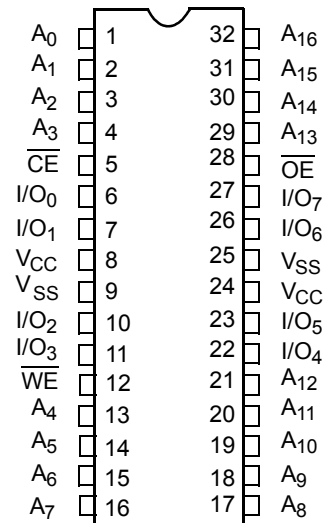 A0 1 32 A16
A1 2 31 A15
A2 3 30 A14
A3 4 29 A13
CE 5 28 OE
I/O0 6 27 I/O7
I/O1 7 26 I/O6
VCC 8 25 VSS
VSS 9 24 VCC
I/O2 10 23 I/O5
I/O3 11 22 I/O4
WE 12 21 A12
A4 13 20 A11
A5 14 19 A10
A6 15 18 A9
A7 16 17 A8